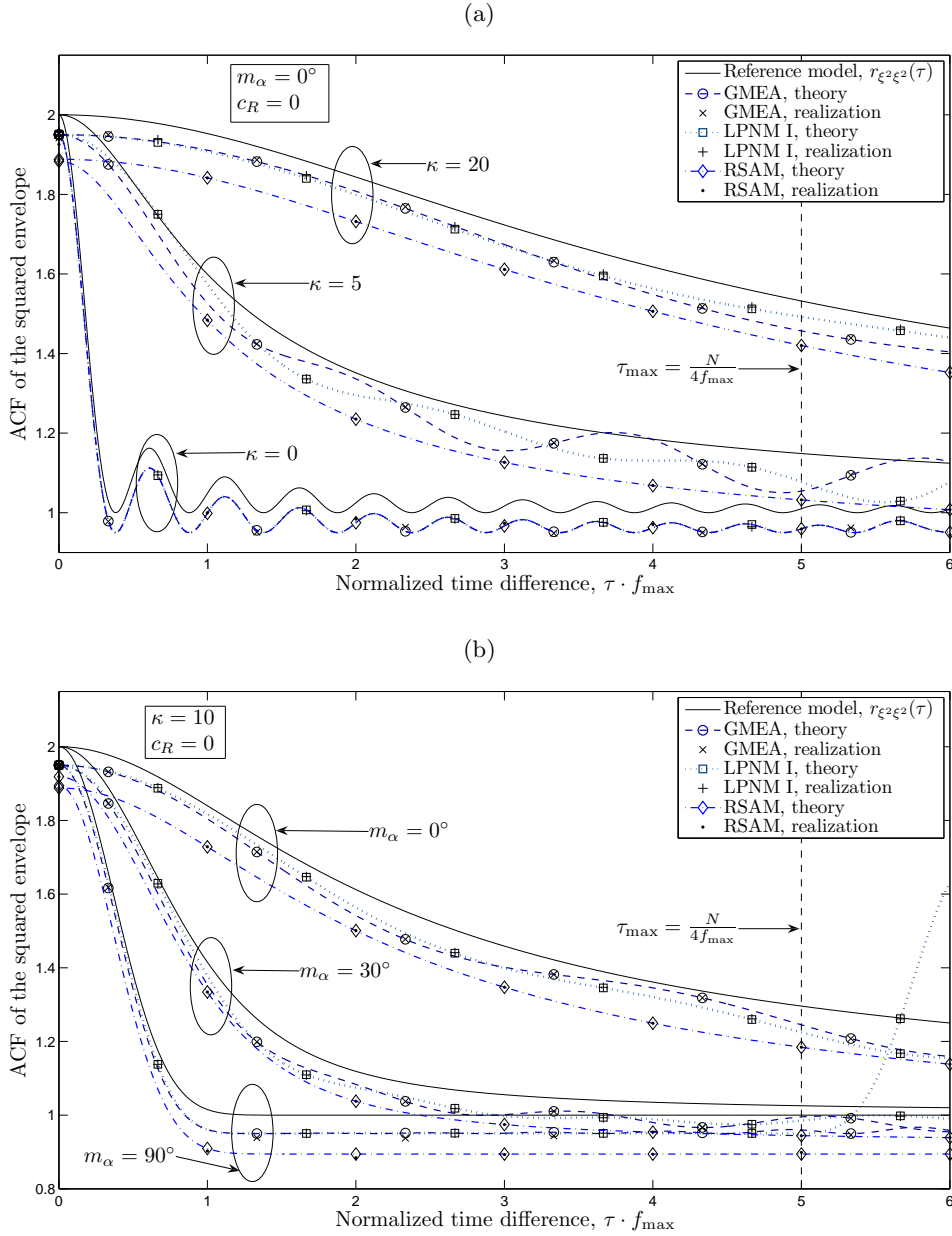 (a)
m_α = 0°
c_R = 0
Reference model, r_{ξ²ξ²}(τ)
GMEA, theory
GMEA, realization
LPNM I, theory
LPNM I, realization
RSAM, theory
RSAM, realization
κ = 20
κ = 5
κ = 0
τ_max = N/(4f_max)
ACF of the squared envelope
2
1.8
1.6
1.4
1.2
1
0 1 2 3 4 5 6
Normalized time difference, τ · f_max
(b)
κ = 10
c_R = 0
Reference model, r_{ξ²ξ²}(τ)
GMEA, theory
GMEA, realization
LPNM I, theory
LPNM I, realization
RSAM, theory
RSAM, realization
m_α = 0°
m_α = 30°
m_α = 90°
τ_max = N/(4f_max)
ACF of the squared envelope
2
1.8
1.6
1.4
1.2
1
0.8
0 1 2 3 4 5 6
Normalized time difference, τ · f_max